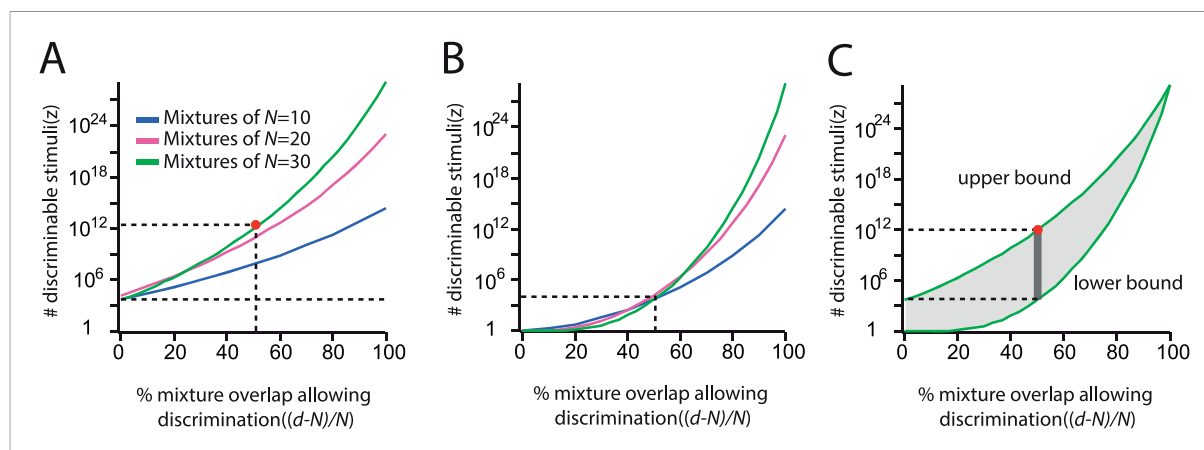 A
# discriminable stimuli(z)
10^24
10^18
10^12
10^6
1
Mixtures of N=10
Mixtures of N=20
Mixtures of N=30
0 20 40 60 80 100
% mixture overlap allowing
discrimination((d-N)/N)
B
# discriminable stimuli(z)
10^24
10^18
10^12
10^6
1
0 20 40 60 80 100
% mixture overlap allowing
discrimination((d-N)/N)
C
# discriminable stimuli(z)
10^24
10^18
10^12
10^6
1
upper bound
lower bound
0 20 40 60 80 100
% mixture overlap allowing
discrimination((d-N)/N)